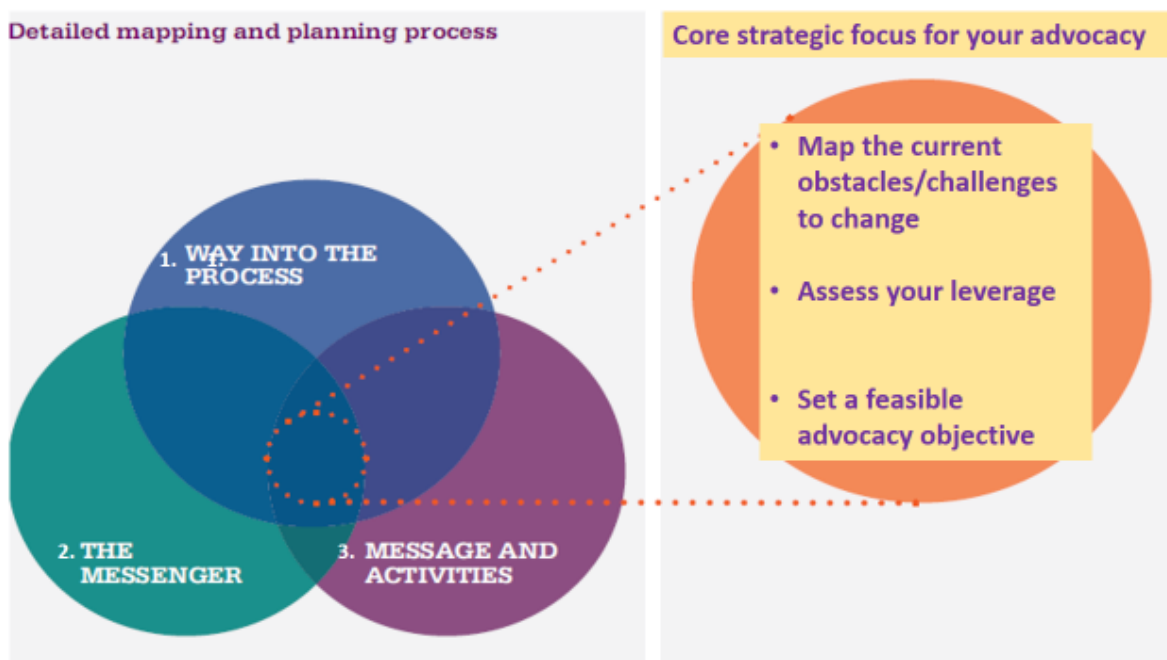 Detailed mapping and planning process
1. 1. WAY INTO THE
PROCESS
2. THE
MESSENGER
3. MESSAGE AND
ACTIVITIES
Core strategic focus for your advocacy
• Map the current
obstacles/challenges
to change
• Assess your leverage
• Set a feasible
advocacy objective